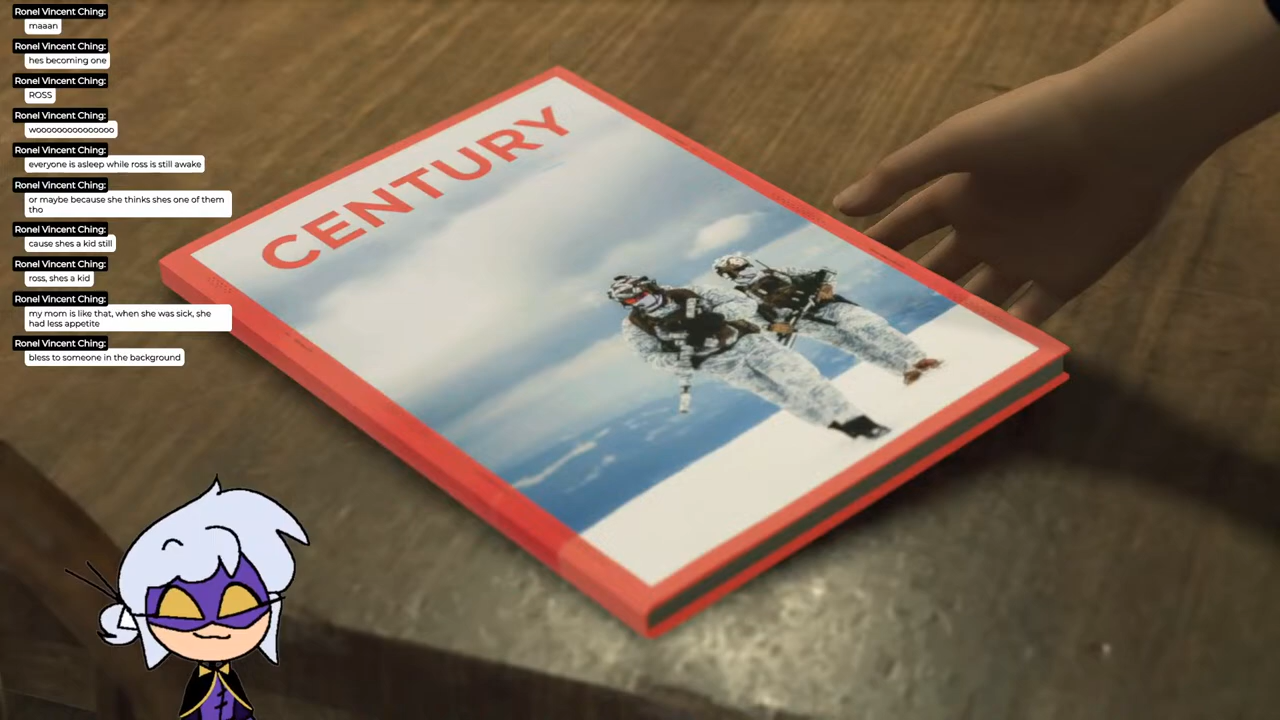 Ronel Vincent Ching:
maaan
Ronel Vincent Ching:
hes becoming one
Ronel Vincent Ching:
ROSS
Ronel Vincent Ching:
wooooooooooooooo
Ronel Vincent Ching:
everyone is asleep while ross is still awake
Ronel Vincent Ching:
or maybe because she thinks shes one of them
tho
Ronel Vincent Ching:
cause shes a kid still
Ronel Vincent Ching:
ross, shes a kid
Ronel Vincent Ching:
my mom is like that, when she was sick, she
had less appetite
Ronel Vincent Ching:
bless to someone in the background
CENTURY